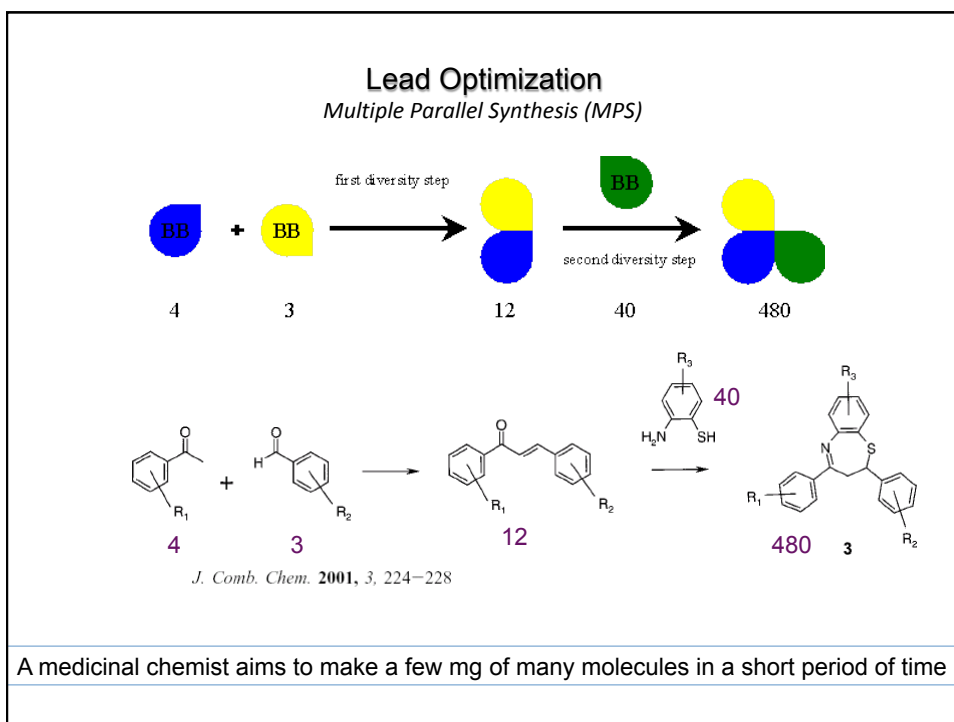 Lead Optimization
Multiple Parallel Synthesis (MPS)
first diversity step
BB
BB + BB
second diversity step
4 3 12 40 480
R3
R3
40
O O O
H
H2N SH
N S
+
R1 R2 R1 R2 R1 R2
4 3 12 480 3
J. Comb. Chem. 2001, 3, 224−228
A medicinal chemist aims to make a few mg of many molecules in a short period of time